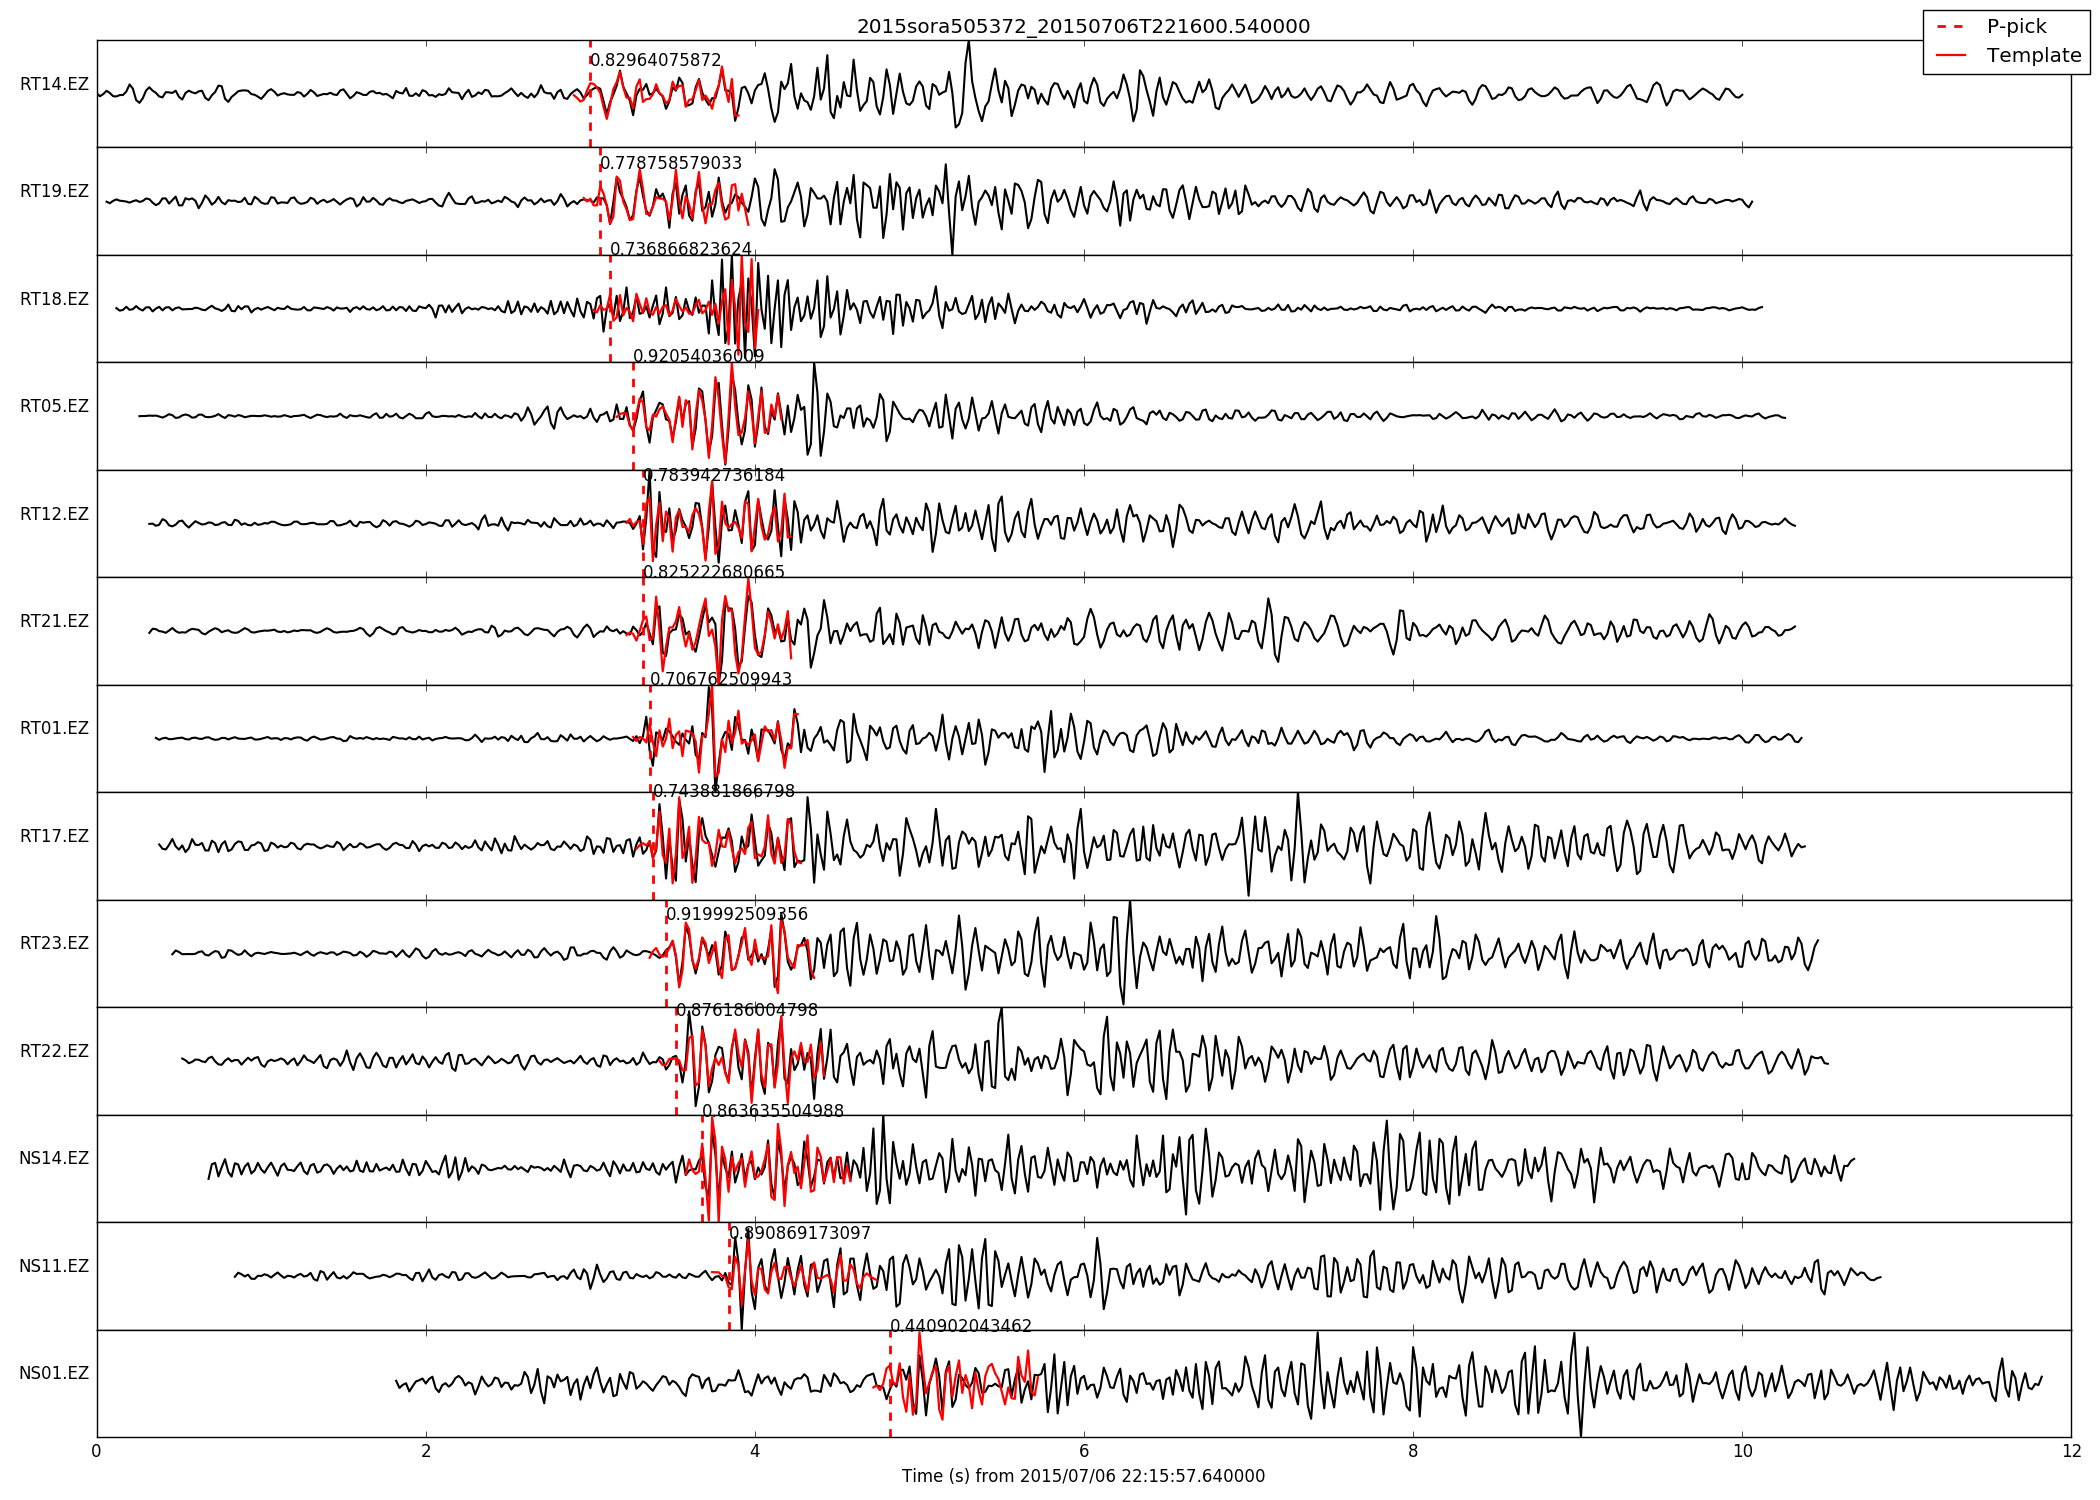 2015sora505372_20150706T221600.540000
P-pick
Template
RT14.EZ
0.82964075872
RT19.EZ
0.778758579033
RT18.EZ
0.736866823624
RT05.EZ
0.92054036009
RT12.EZ
0.783942736184
RT21.EZ
0.825222680665
RT01.EZ
0.706762509943
RT17.EZ
0.743881866798
RT23.EZ
0.919992509356
RT22.EZ
0.876186004798
NS14.EZ
0.863635504988
NS11.EZ
0.890869173097
NS01.EZ
0.440902043462
0 2 4 6 8 10 12
Time (s) from 2015/07/06 22:15:57.640000